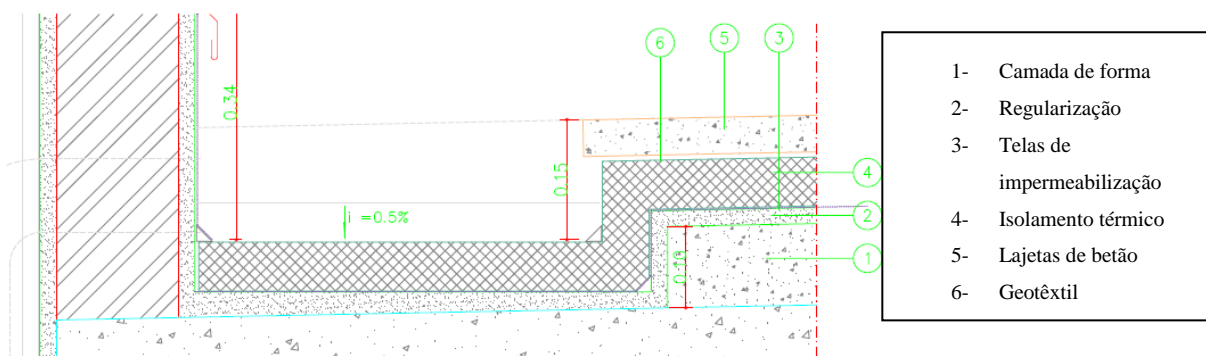 6
5
3
0.34
0.15
4
i =0.5%
2
0.10
1
1- Camada de forma
2- Regularização
3- Telas de
impermeabilização
4- Isolamento térmico
5- Lajetas de betão
6- Geotêxtil